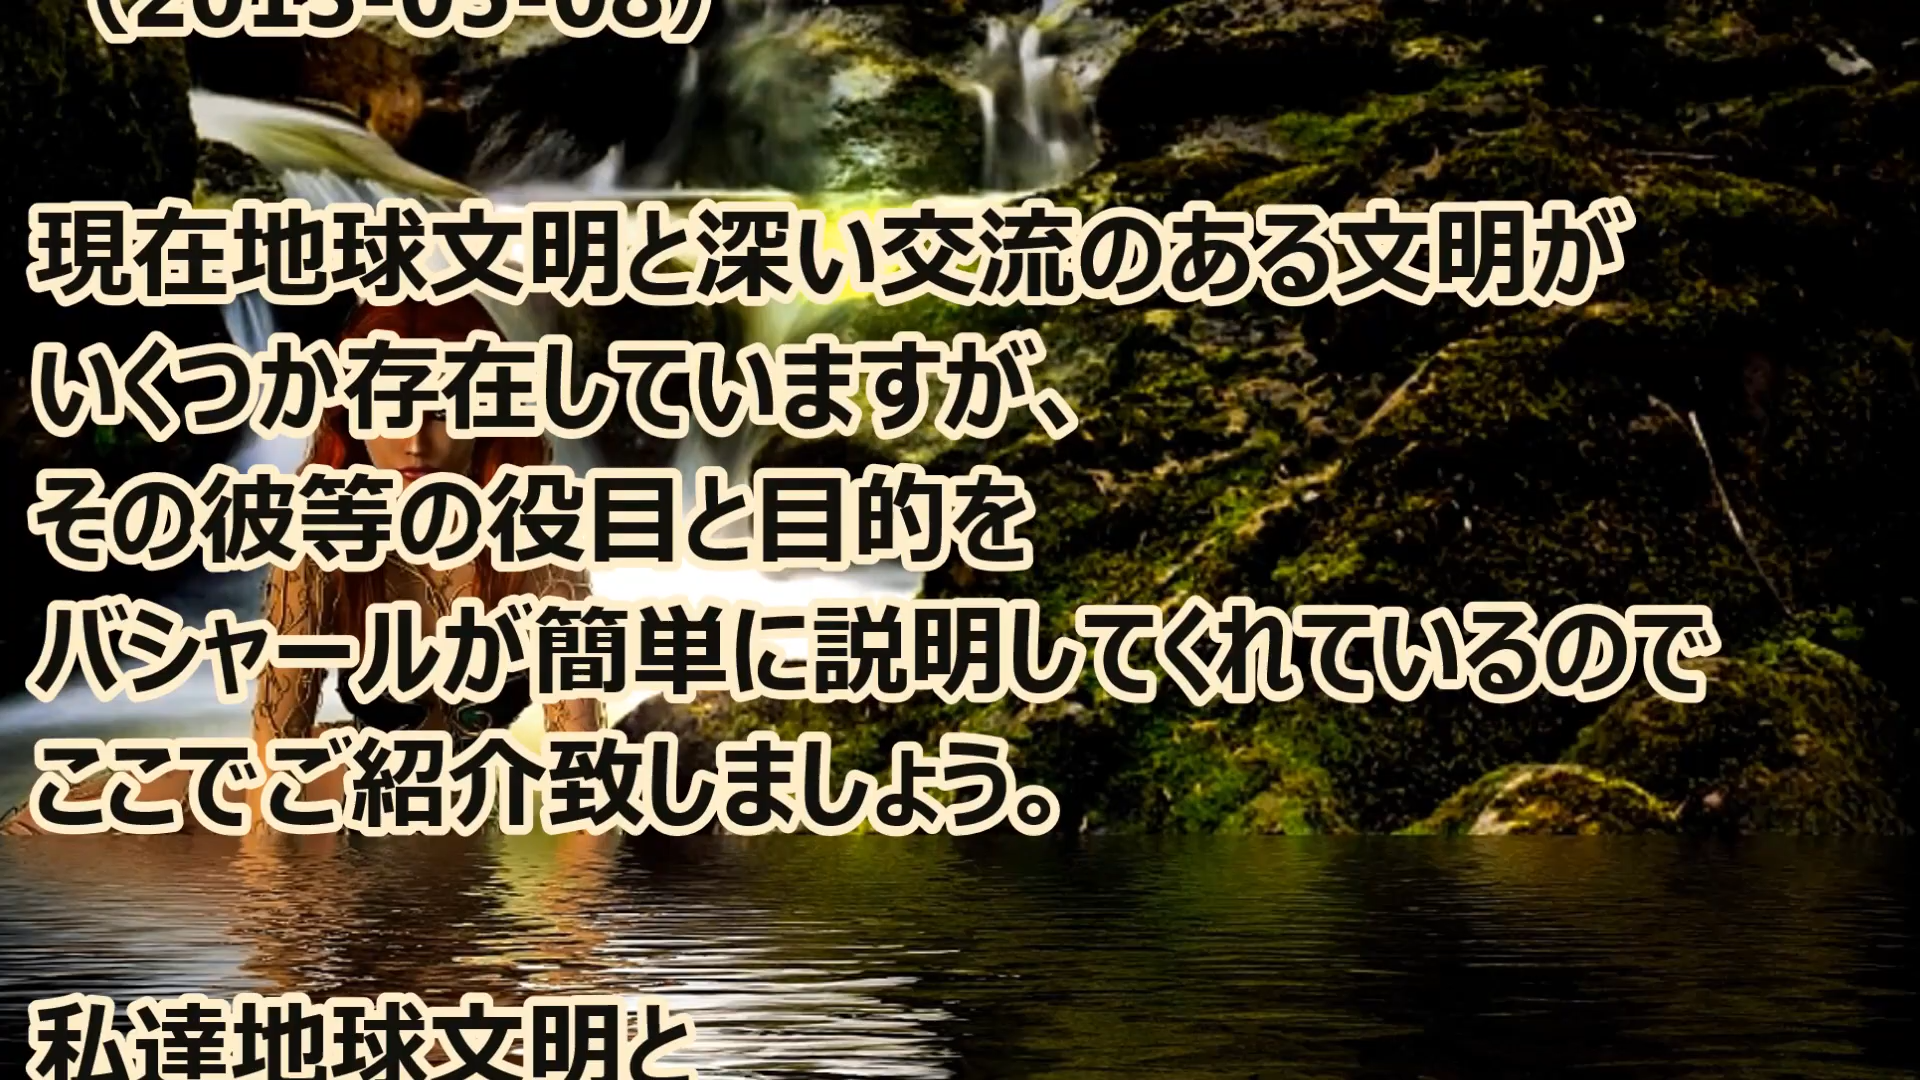 (2013-05-08)
現在地球文明と深い交流のある文明が
いくつか存在していますが、
その彼等の役目と目的を
バシャールが簡単に説明してくれているので
ここでご紹介致しましょう。
私達地球文明と